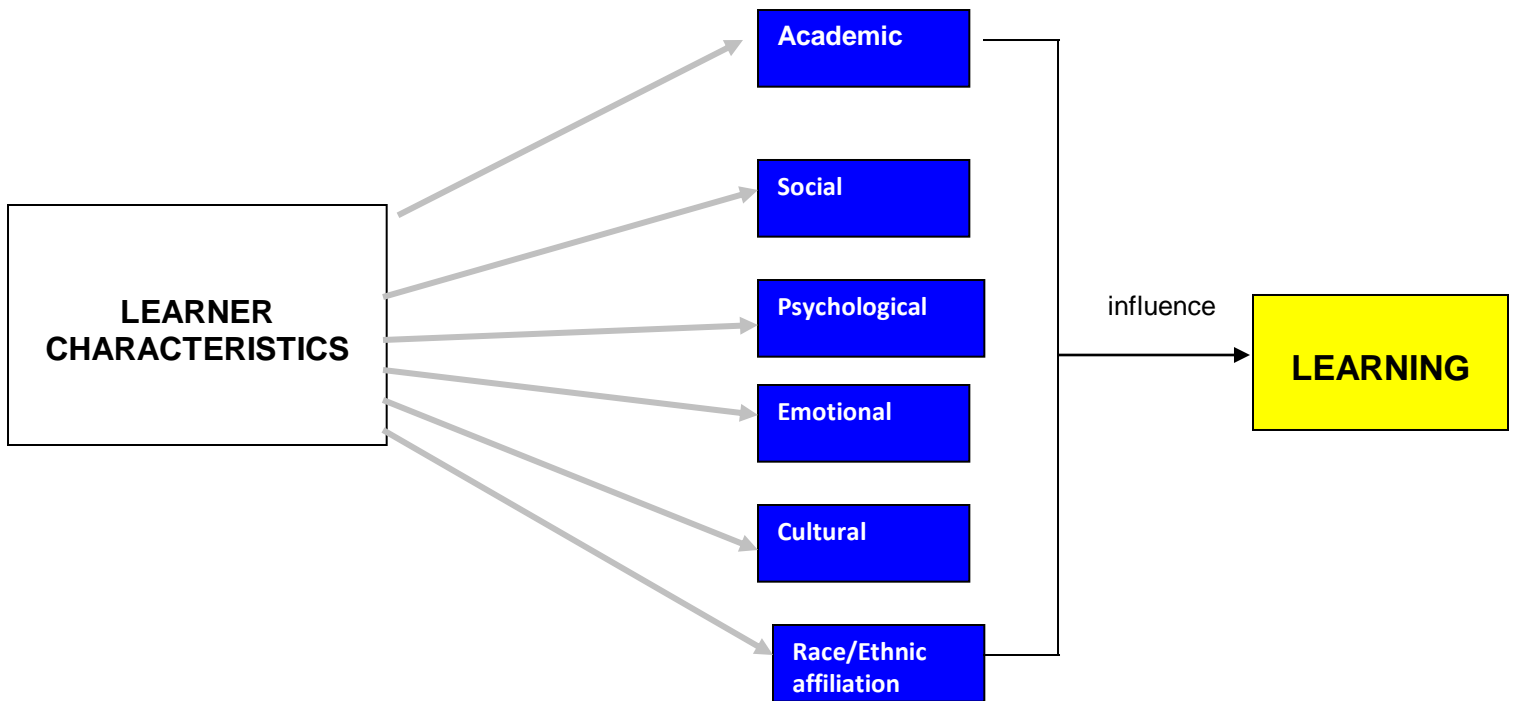 Academic
Social
LEARNER
CHARACTERISTICS
Psychological
influence
LEARNING
Emotional
Cultural
Race/Ethnic
affiliation